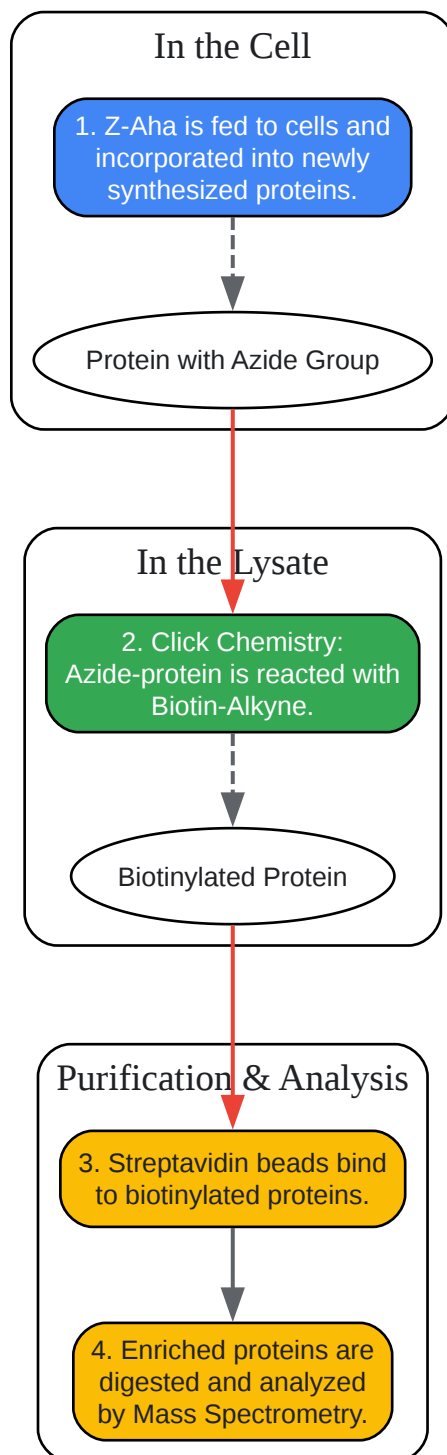 In the Cell
1. Z-Aha is fed to cells and
incorporated into newly
synthesized proteins.
Protein with Azide Group
In the Lysate
2. Click Chemistry:
Azide-protein is reacted with
Biotin-Alkyne.
Biotinylated Protein
Purification & Analysis
3. Streptavidin beads bind
to biotinylated proteins.
4. Enriched proteins are
digested and analyzed
by Mass Spectrometry.